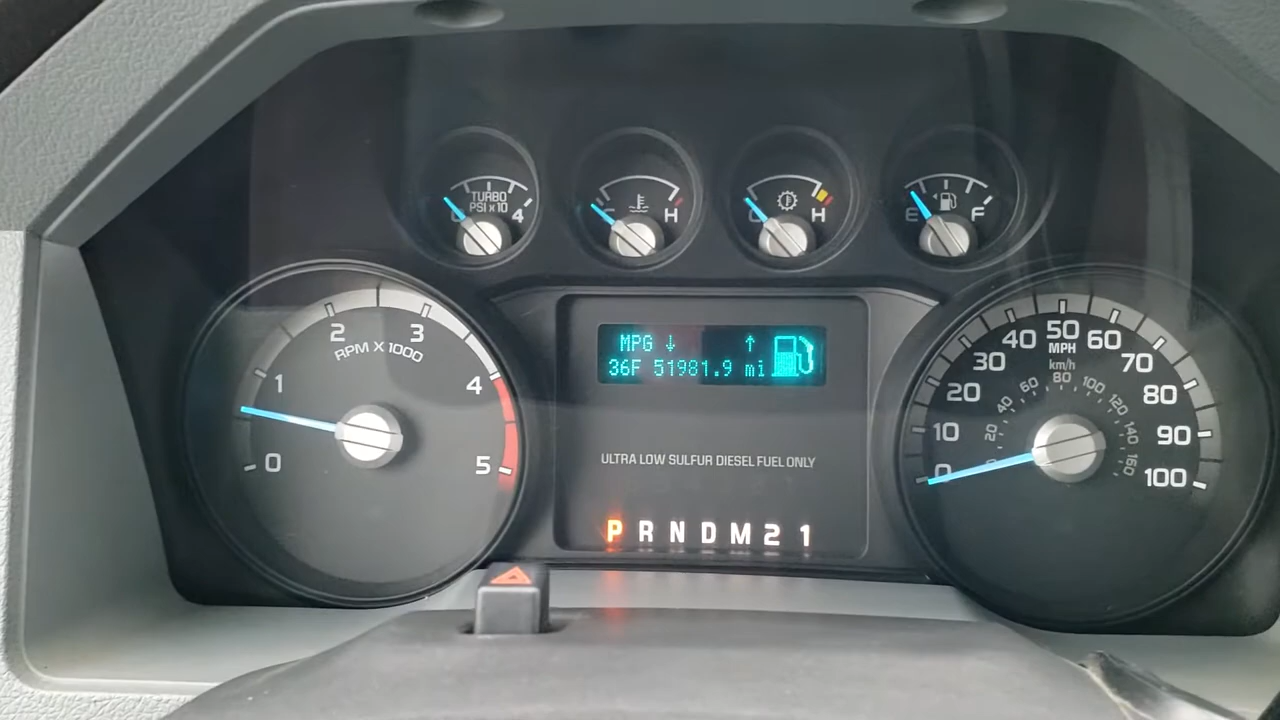 TURBO
PSI x 10
0 4
C H
C H
E F
0 1 2 3 4 5
RPM X 1000
MPG ↓ ↑
36F 51981.9 mi
ULTRA LOW SULFUR DIESEL FUEL ONLY
P R N D M 2 1
0 10 20 30 40 50 60 70 80 90 100
MPH
km/h
20 40 60 80 100 120 140 160